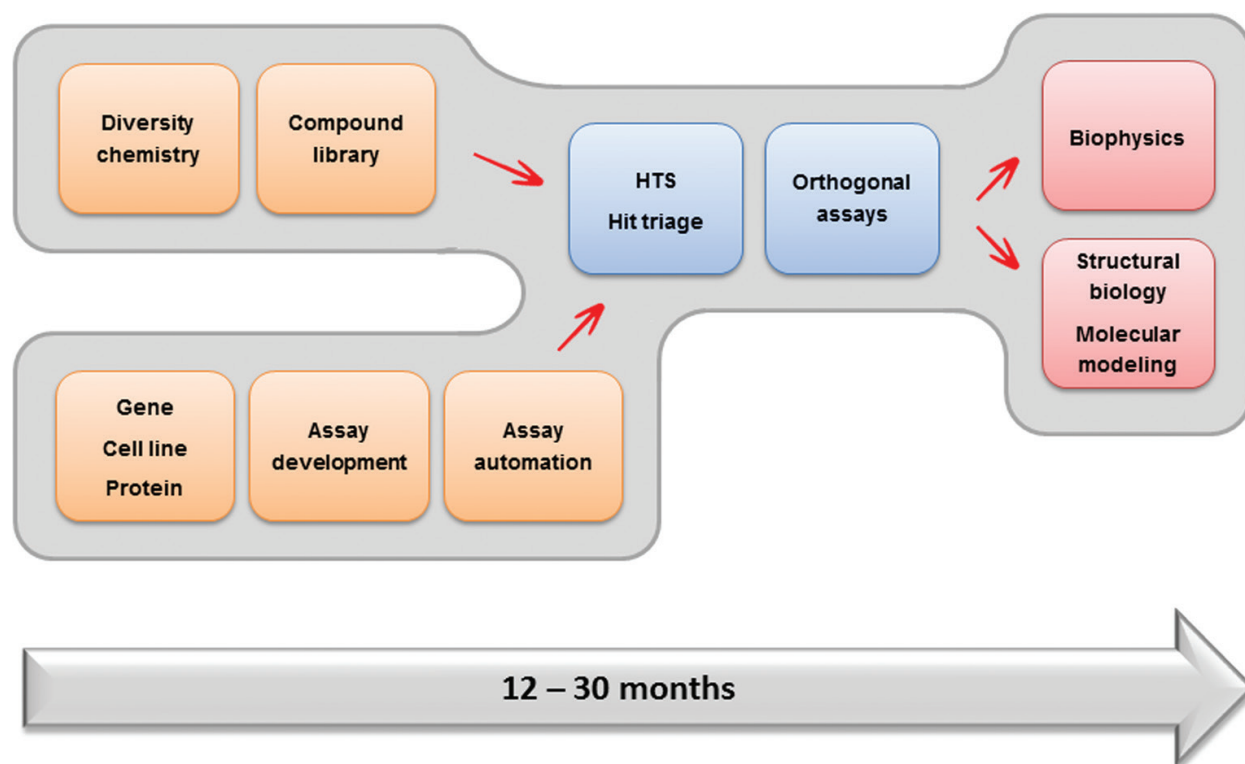 Diversity
chemistry
Compound
library
HTS
Hit triage
Orthogonal
assays
Biophysics
Structural
biology
Molecular
modeling
Gene
Cell line
Protein
Assay
development
Assay
automation
12 – 30 months